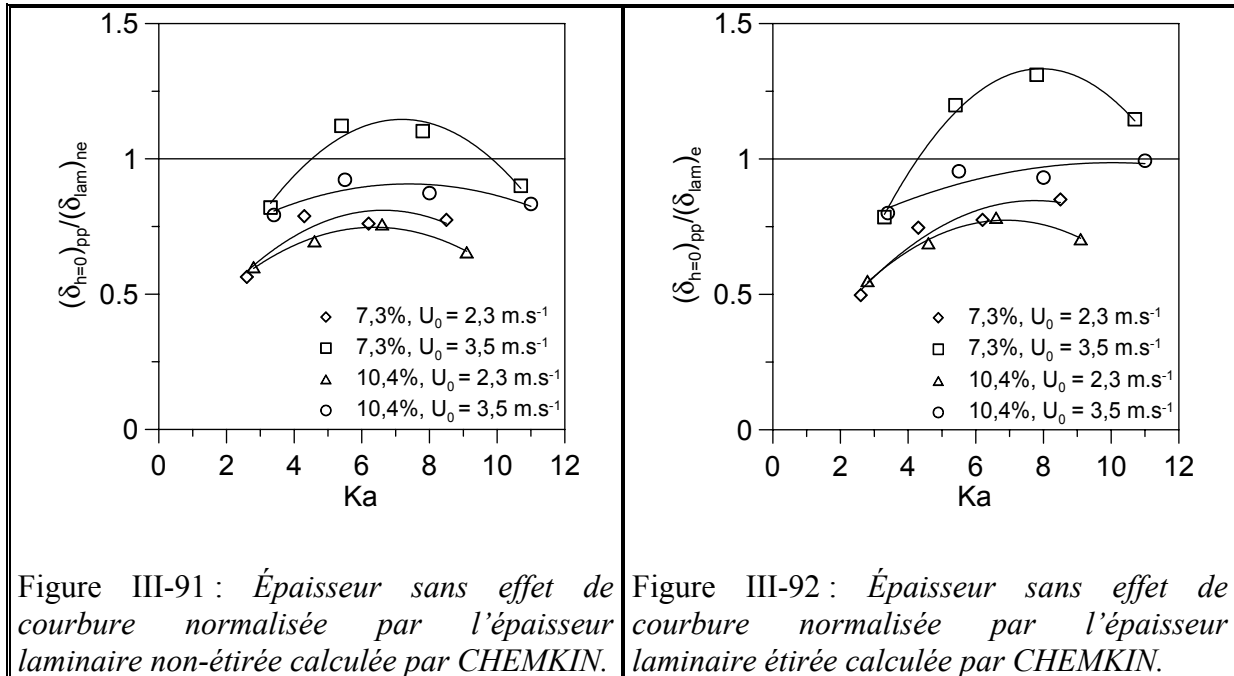 1.5
1
0.5
0
(δh=0)pp/(δlam)ne
7,3%, U0 = 2,3 m.s-1
7,3%, U0 = 3,5 m.s-1
10,4%, U0 = 2,3 m.s-1
10,4%, U0 = 3,5 m.s-1
0 2 4 6 8 10 12
Ka
Figure III-91 : Épaisseur sans effet de
courbure normalisée par l’épaisseur
laminaire non-étirée calculée par CHEMKIN.
1.5
1
0.5
0
(δh=0)pp/(δlam)e
7,3%, U0 = 2,3 m.s-1
7,3%, U0 = 3,5 m.s-1
10,4%, U0 = 2,3 m.s-1
10,4%, U0 = 3,5 m.s-1
0 2 4 6 8 10 12
Ka
Figure III-92 : Épaisseur sans effet de
courbure normalisée par l’épaisseur
laminaire étirée calculée par CHEMKIN.